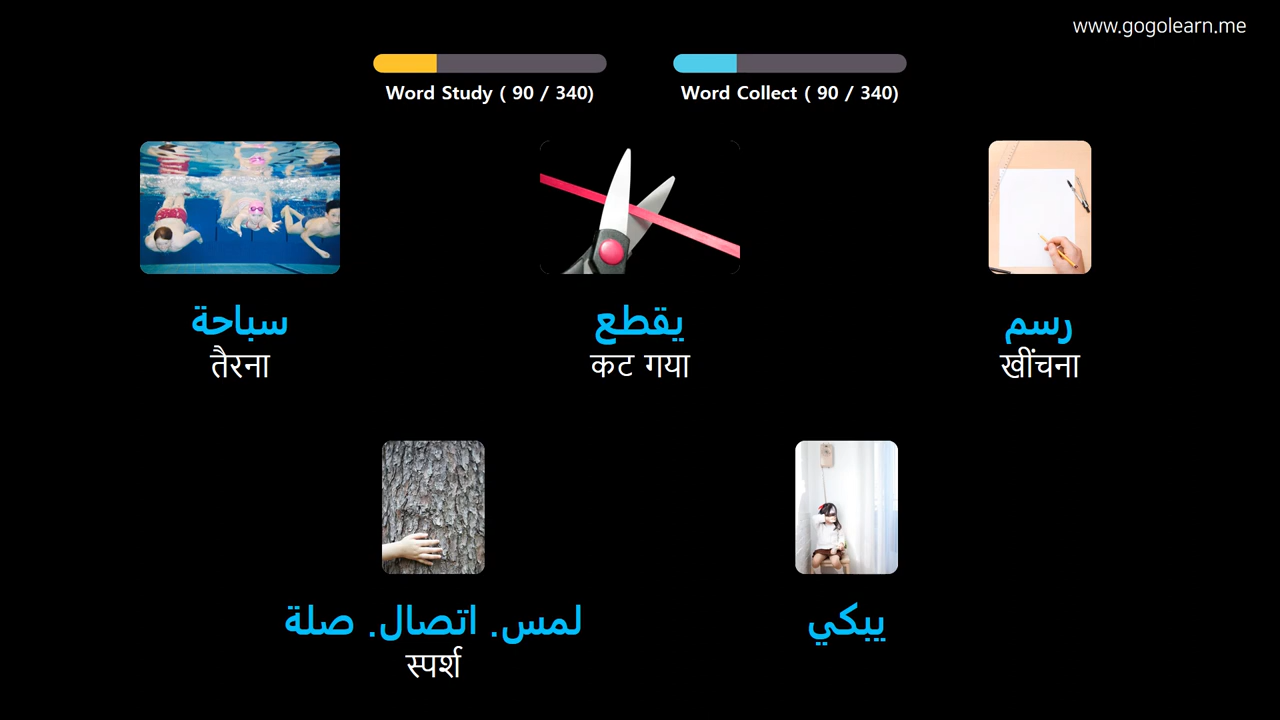 www.gogolearn.me
Word Study ( 90 / 340)
Word Collect ( 90 / 340)
سباحة
तैरना
يقطع
कट गया
رسم
खींचना
لمس. اتصال. صلة
स्पर्श
يبكي